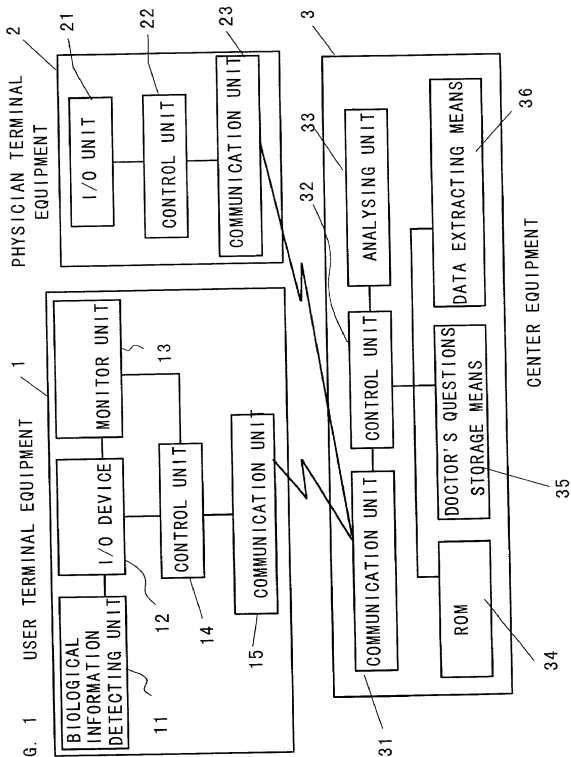 G. 1
USER TERMINAL EQUIPMENT
1
BIOLOGICAL
INFORMATION
DETECTING UNIT
11
I/O DEVICE
12
MONITOR UNIT
13
CONTROL UNIT
14
COMMUNICATION UNIT
15
PHYSICIAN TERMINAL
EQUIPMENT
2
I/O UNIT
21
CONTROL UNIT
22
COMMUNICATION UNIT
23
3
COMMUNICATION UNIT
31
CONTROL UNIT
32
ANALYSING UNIT
33
ROM
34
DOCTOR'S QUESTIONS
STORAGE MEANS
35
DATA EXTRACTING MEANS
36
CENTER EQUIPMENT